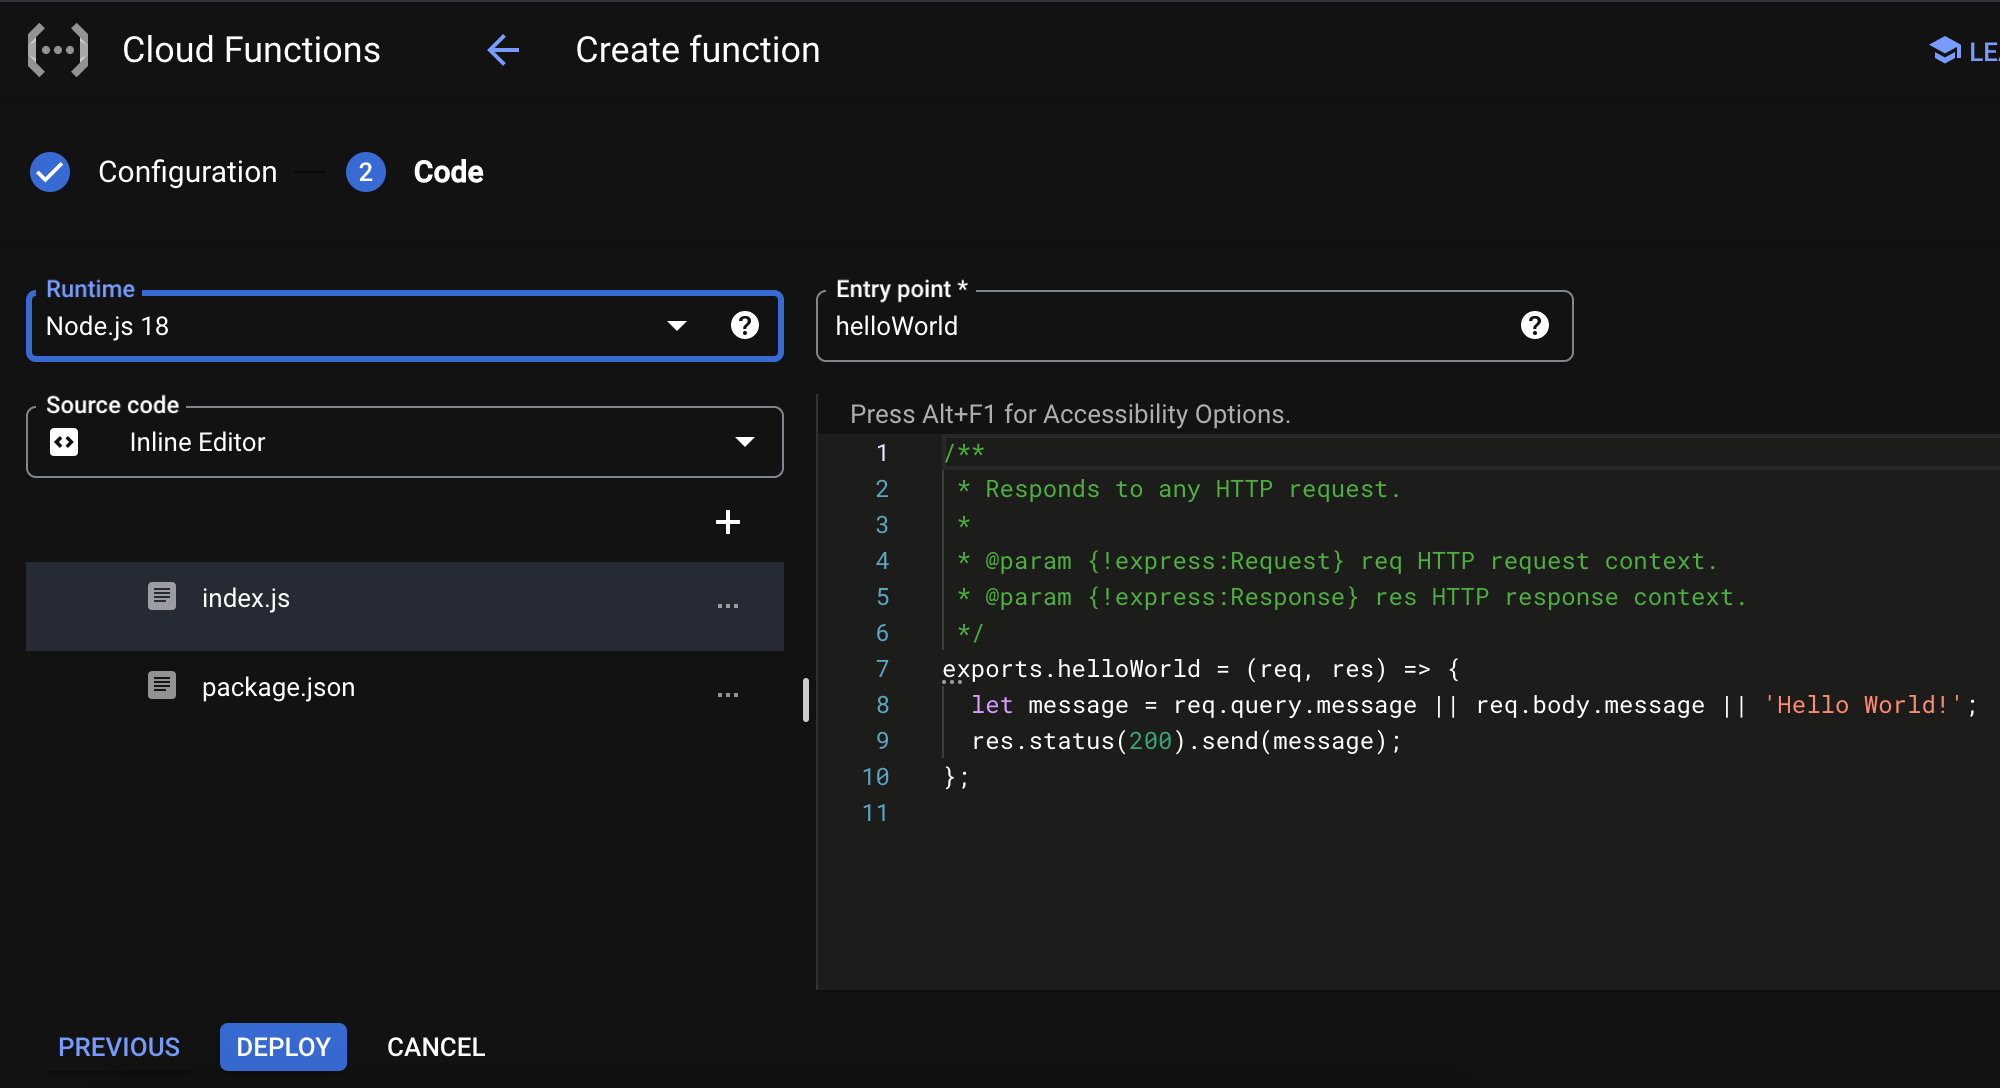 Cloud Functions
Create function
LEA
Configuration
2
Code
Runtime
Node.js 18
Entry point *
helloWorld
Source code
Inline Editor
index.js
...
package.json
...
Press Alt+F1 for Accessibility Options.
1 /**
2  * Responds to any HTTP request.
3  *
4  * @param {!express:Request} req HTTP request context.
5  * @param {!express:Response} res HTTP response context.
6  */
7 exports.helloWorld = (req, res) => {
8   let message = req.query.message || req.body.message || 'Hello World!';
9   res.status(200).send(message);
10 };
11
PREVIOUS
DEPLOY
CANCEL